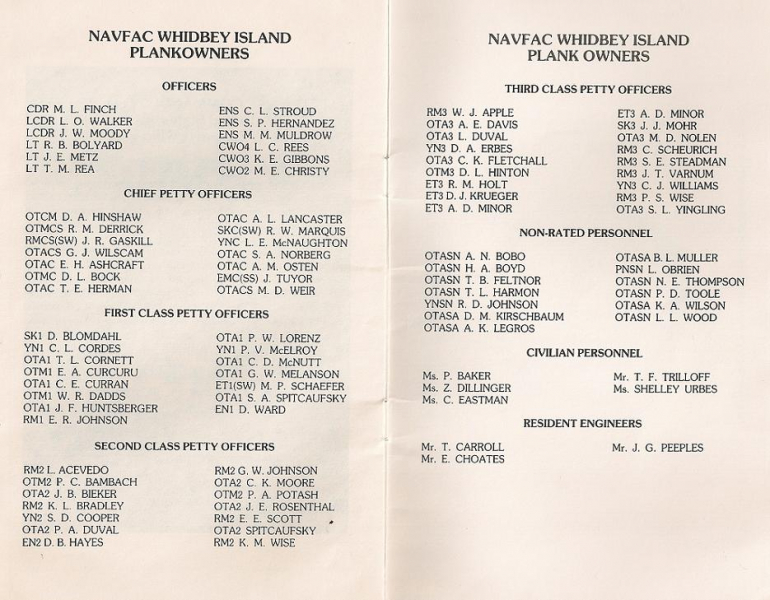 NAVFAC WHIDBEY ISLAND
PLANKOWNERS
OFFICERS
CDR M. L. FINCH
LCDR L. O. WALKER
LCDR J. W. MOODY
LT R. B. BOLYARD
LT J. E. METZ
LT T. M. REA
ENS C. L. STROUD
ENS S. P. HERNANDEZ
ENS M. M. MULDROW
CWO4 L. C. REES
CWO3 K. E. GIBBONS
CWO2 M. E. CHRISTY
CHIEF PETTY OFFICERS
OTCM D. A. HINSHAW
OTMCS R. M. DERRICK
RMCS(SW) J. R. GASKILL
OTACS G. J. WILSCAM
OTAC E. H. ASHCRAFT
OTMC D. L. BOCK
OTAC T. E. HERMAN
OTAC A. L. LANCASTER
SKC(SW) R. W. MARQUIS
YNC L. E. McNAUGHTON
OTAC S. A. NORBERG
OTAC A. M. OSTEN
EMC(SS) J. TUYOR
OTACS M. D. WEIR
FIRST CLASS PETTY OFFICERS
SK1 D. BLOMDAHL
YN1 C. L. CORDES
OTA1 T. L. CORNETT
OTM1 E. A. CURCURU
OTA1 C. E. CURRAN
OTM1 W. R. DADDS
OTA1 J. F. HUNTSBERGER
RM1 E. R. JOHNSON
OTA1 P. W. LORENZ
YN1 P. V. McELROY
OTA1 C. D. McNUTT
OTA1 G. W. MELANSON
ET1(SW) M. P. SCHAEFER
OTA1 S. A. SPITCAUFSKY
EN1 D. WARD
SECOND CLASS PETTY OFFICERS
RM2 L. ACEVEDO
OTM2 P. C. BAMBACH
OTA2 J. B. BIEKER
RM2 K. L. BRADLEY
YN2 S. D. COOPER
OTA2 P. A. DUVAL
EN2 D. B. HAYES
RM2 G. W. JOHNSON
OTA2 C. K. MOORE
OTM2 P. A. POTASH
OTA2 J. E. ROSENTHAL
RM2 E. E. SCOTT
OTA2 SPITCAUFSKY
RM2 K. M. WISE
NAVFAC WHIDBEY ISLAND
PLANK OWNERS
THIRD CLASS PETTY OFFICERS
RM3 W. J. APPLE
OTA3 A. E. DAVIS
OTA3 L. DUVAL
YN3 D. A. ERBES
OTA3 C. K. FLETCHALL
OTM3 D. L. HINTON
ET3 R. M. HOLT
ET3 D. J. KRUEGER
ET3 A. D. MINOR
ET3 A. D. MINOR
SK3 J. J. MOHR
OTA3 M. D. NOLEN
RM3 C. SCHEURICH
RM3 S. E. STEADMAN
RM3 J. T. VARNUM
YN3 C. J. WILLIAMS
RM3 P. S. WISE
OTA3 S. L. YINGLING
NON-RATED PERSONNEL
OTASN A. N. BOBO
OTASN H. A. BOYD
OTASN T. B. FELTNOR
OTASN T. L. HARMON
YNSN R. D. JOHNSON
OTASA D. M. KIRSCHBAUM
OTASA A. K. LEGROS
OTASA B. L. MULLER
PNSN L. OBRIEN
OTASN N. E. THOMPSON
OTASN P. D. TOOLE
OTASA K. A. WILSON
OTASN L. L. WOOD
CIVILIAN PERSONNEL
Ms. P. BAKER
Ms. Z. DILLINGER
Ms. C. EASTMAN
Mr. T. F. TRILLOFF
Ms. SHELLEY URBES
RESIDENT ENGINEERS
Mr. T. CARROLL
Mr. E. CHOATES
Mr. J. G. PEEPLES